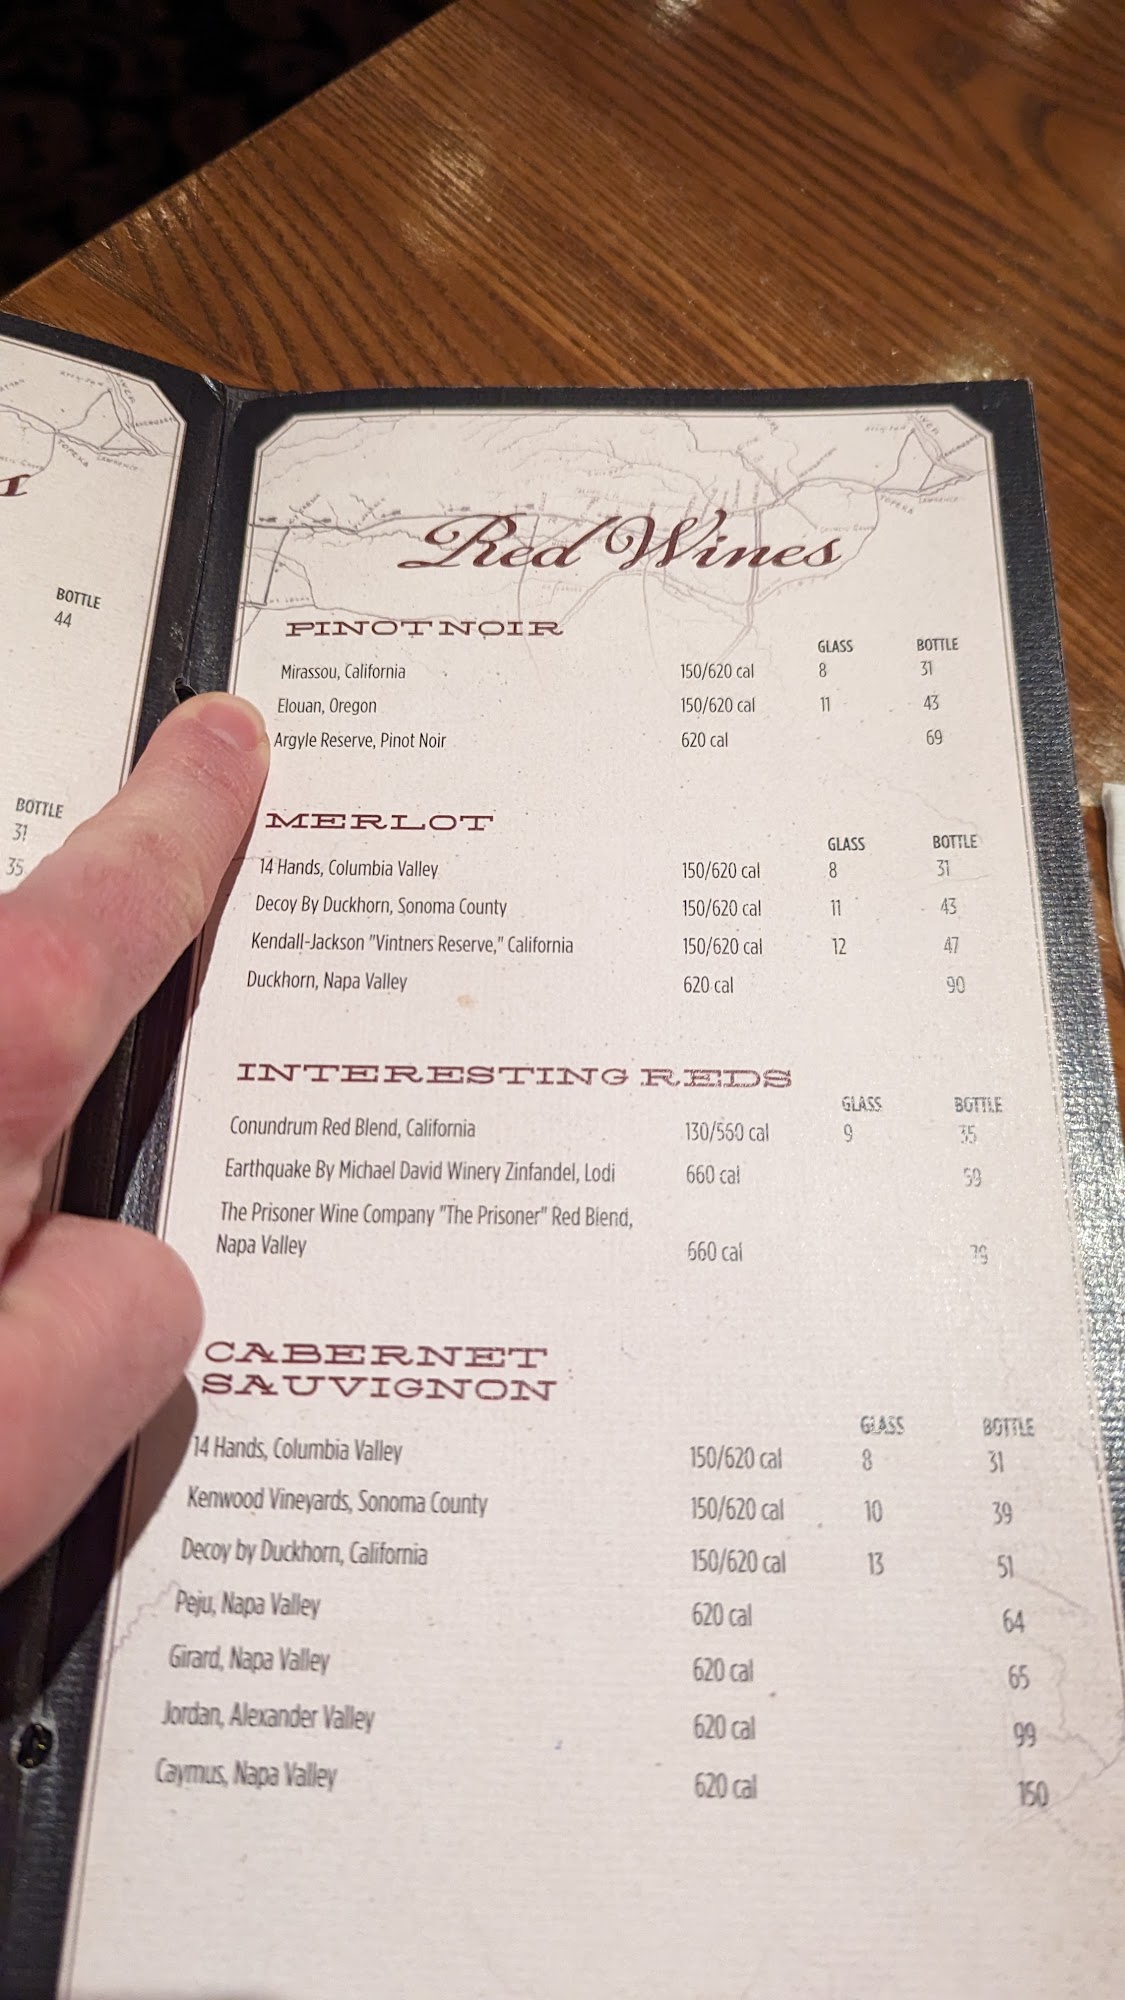 BOTTLE
44
BOTTLE
31
35
TOPEKA
LAWRENCE
RIVER
TOPEKA
LAWRENCE
Red Wines
PINOT NOIR
GLASS BOTTLE
Mirassou, California 150/620 cal 8 31
Elouan, Oregon 150/620 cal 11 43
Argyle Reserve, Pinot Noir 620 cal 69
MERLOT
GLASS BOTTLE
14 Hands, Columbia Valley 150/620 cal 8 31
Decoy By Duckhorn, Sonoma County 150/620 cal 11 43
Kendall-Jackson "Vintners Reserve," California 150/620 cal 12 47
Duckhorn, Napa Valley 620 cal 90
INTERESTING REDS
GLASS BOTTLE
Conundrum Red Blend, California 130/560 cal 9 35
Earthquake By Michael David Winery Zinfandel, Lodi 660 cal 59
The Prisoner Wine Company "The Prisoner" Red Blend,
Napa Valley 660 cal 79
CABERNET
SAUVIGNON
GLASS BOTTLE
14 Hands, Columbia Valley 150/620 cal 8 31
Kenwood Vineyards, Sonoma County 150/620 cal 10 39
Decoy by Duckhorn, California 150/620 cal 13 51
Peju, Napa Valley 620 cal 64
Girard, Napa Valley 620 cal 65
Jordan, Alexander Valley 620 cal 99
Caymus, Napa Valley 620 cal 150